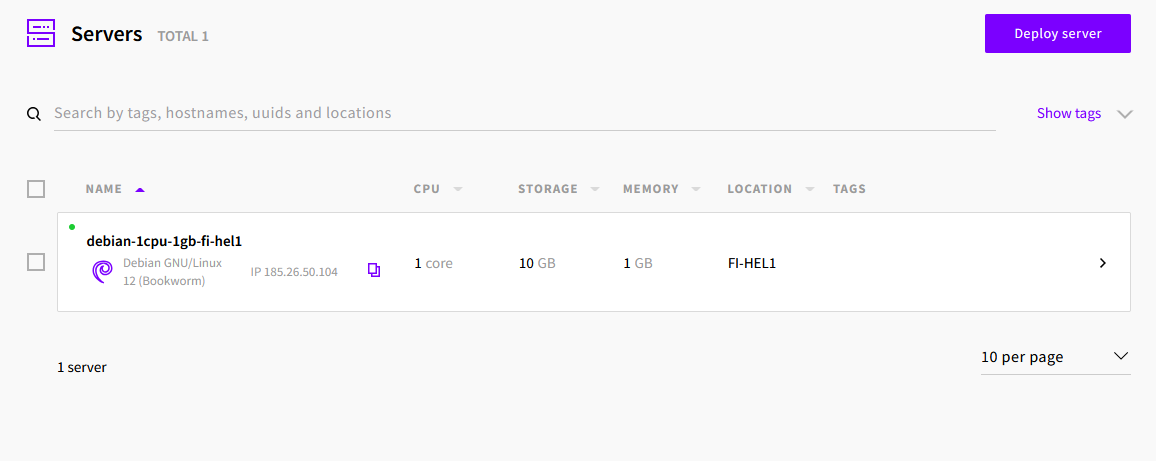 Servers TOTAL 1
Deploy server
Search by tags, hostnames, uuids and locations
Show tags
NAME CPU STORAGE MEMORY LOCATION TAGS
debian-1cpu-1gb-fi-hel1
Debian GNU/Linux
12 (Bookworm)
IP 185.26.50.104
1 core
10 GB
1 GB
FI-HEL1
1 server
10 per page